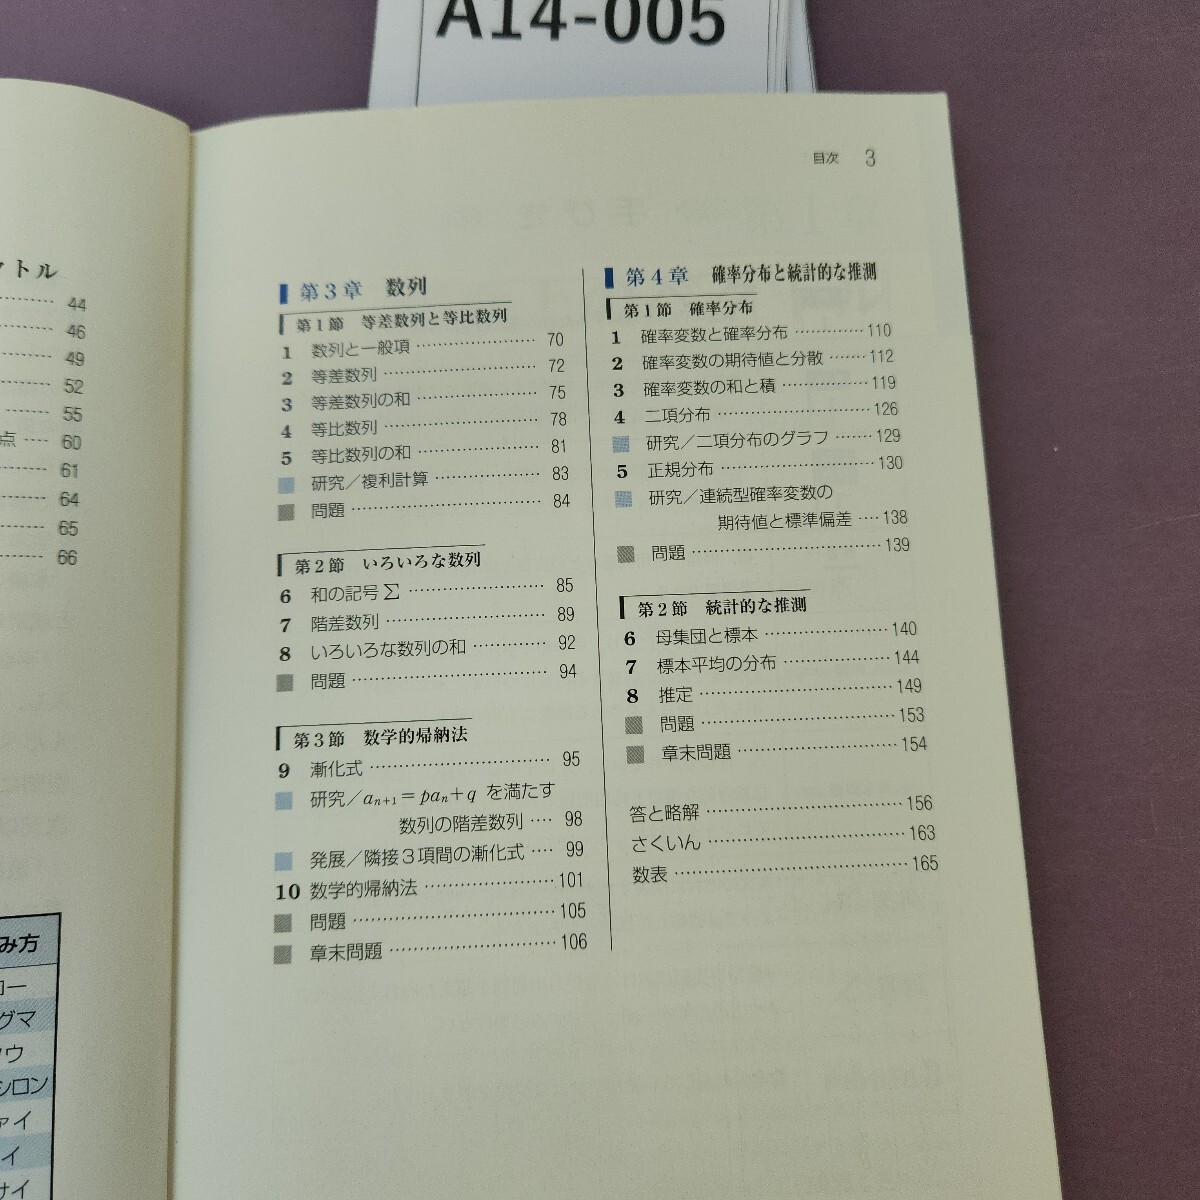 A14-005
目次 3
クトル
44
46
49
52
55
点 60
61
64
65
66
み方
ロー
グマ
タウ
シロン
ァイ
イ
サイ
第3章 数列
第1節 等差数列と等比数列
1 数列と一般項 70
2 等差数列 72
3 等差数列の和 75
4 等比数列 78
5 等比数列の和 81
研究/複利計算 83
問題 84
第2節 いろいろな数列
6 和の記号Σ 85
7 階差数列 89
8 いろいろな数列の和 92
問題 94
第3節 数学的帰納法
9 漸化式 95
研究/aₙ₊₁=paₙ+q を満たす
数列の階差数列 98
発展/隣接3項間の漸化式 99
10 数学的帰納法 101
問題 105
章末問題 106
第4章 確率分布と統計的な推測
第1節 確率分布
1 確率変数と確率分布 110
2 確率変数の期待値と分散 112
3 確率変数の和と積 119
4 二項分布 126
研究/二項分布のグラフ 129
5 正規分布 130
研究/連続型確率変数の
期待値と標準偏差 138
問題 139
第2節 統計的な推測
6 母集団と標本 140
7 標本平均の分布 144
8 推定 149
問題 153
章末問題 154
答と略解 156
さくいん 163
数表 165